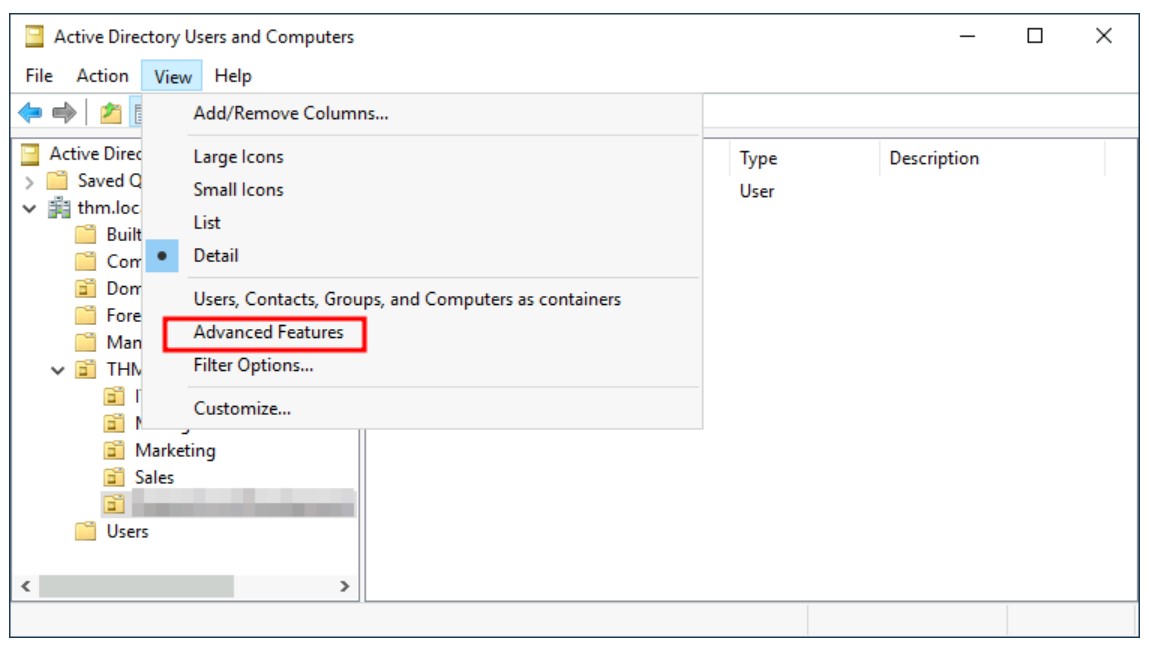 Active Directory Users and Computers
File Action View Help
Add/Remove Columns...
Active Direc
Large Icons
Type Description
Saved Q
Small Icons
User
thm.loc
List
Built
Detail
Com
Dom
Users, Contacts, Groups, and Computers as containers
Fore
Advanced Features
Man
Filter Options...
THM
Customize...
Marketing
Sales
Users